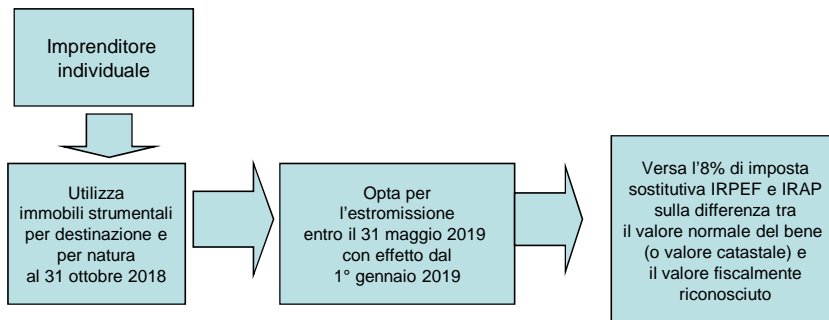 Imprenditore
individuale
Utilizza
immobili strumentali
per destinazione e
per natura
al 31 ottobre 2018
Opta per
l'estromissione
entro il 31 maggio 2019
con effetto dal
1° gennaio 2019
Versa l'8% di imposta
sostitutiva IRPEF e IRAP
sulla differenza tra
il valore normale del bene
(o valore catastale) e
il valore fiscalmente
riconosciuto